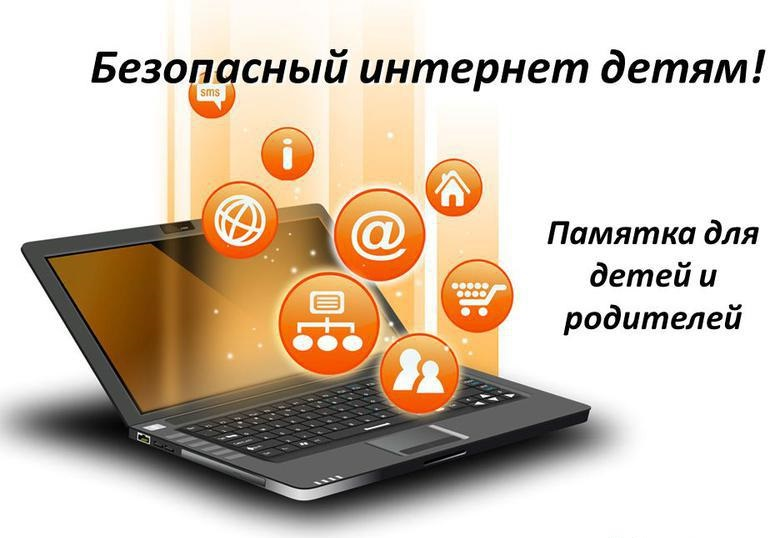 Безопасный интернет детям!
sms
i
@
Памятка для
детей и
родителей